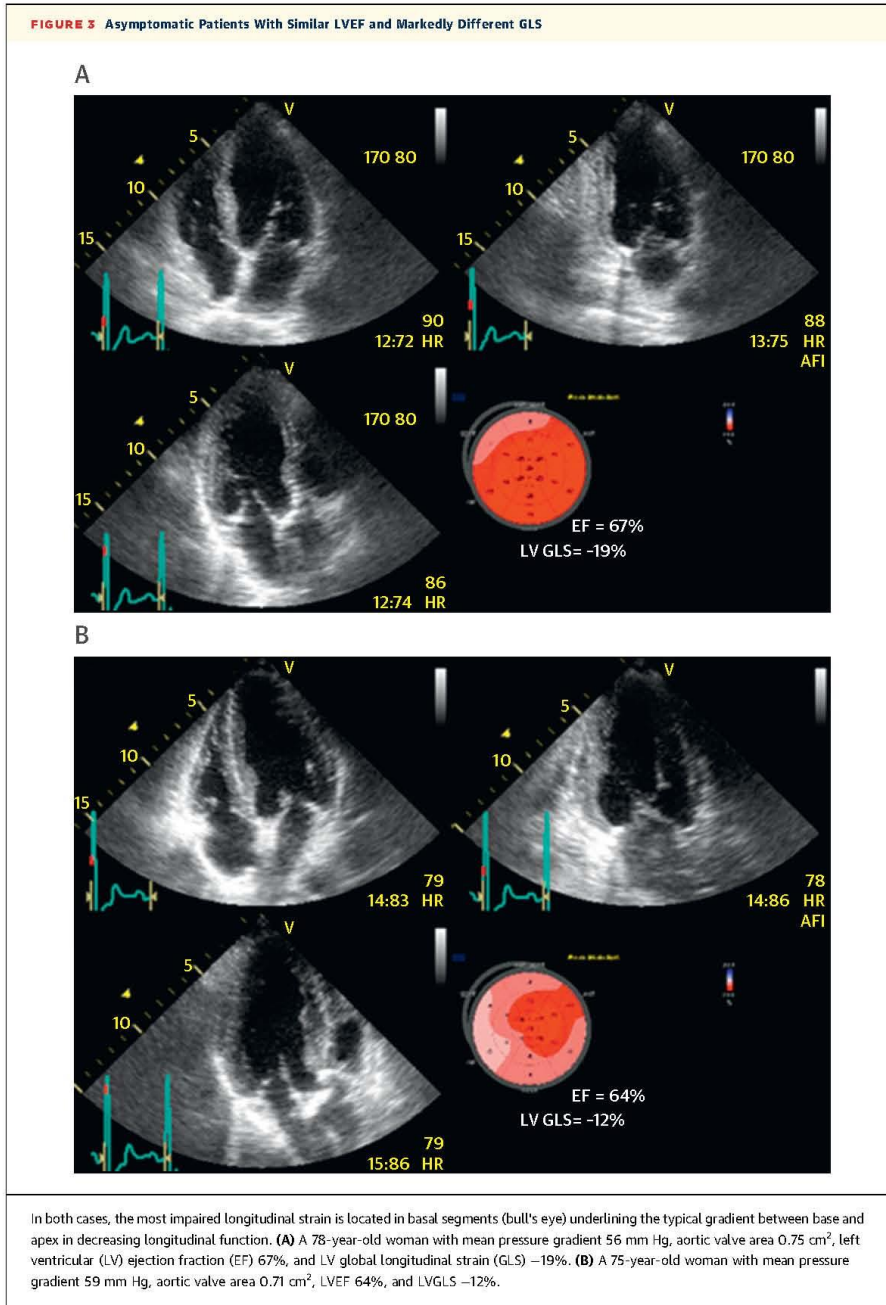 FIGURE 3 Asymptomatic Patients With Similar LVEF and Markedly Different GLS
A
V
5
10
15
170 80
90
12:72 HR
V
5
10
15
170 80
88
13:75 HR
AFI
V
5
10
15
170 80
86
12:74 HR
EF = 67%
LV GLS= -19%
B
V
5
10
15
79
14:83 HR
V
5
10
78
14:86 HR
AFI
V
5
10
79
15:86 HR
EF = 64%
LV GLS= -12%
In both cases, the most impaired longitudinal strain is located in basal segments (bull's eye) underlining the typical gradient between base and
apex in decreasing longitudinal function. (A) A 78-year-old woman with mean pressure gradient 56 mm Hg, aortic valve area 0.75 cm², left
ventricular (LV) ejection fraction (EF) 67%, and LV global longitudinal strain (GLS) −19%. (B) A 75-year-old woman with mean pressure
gradient 59 mm Hg, aortic valve area 0.71 cm², LVEF 64%, and LVGLS −12%.